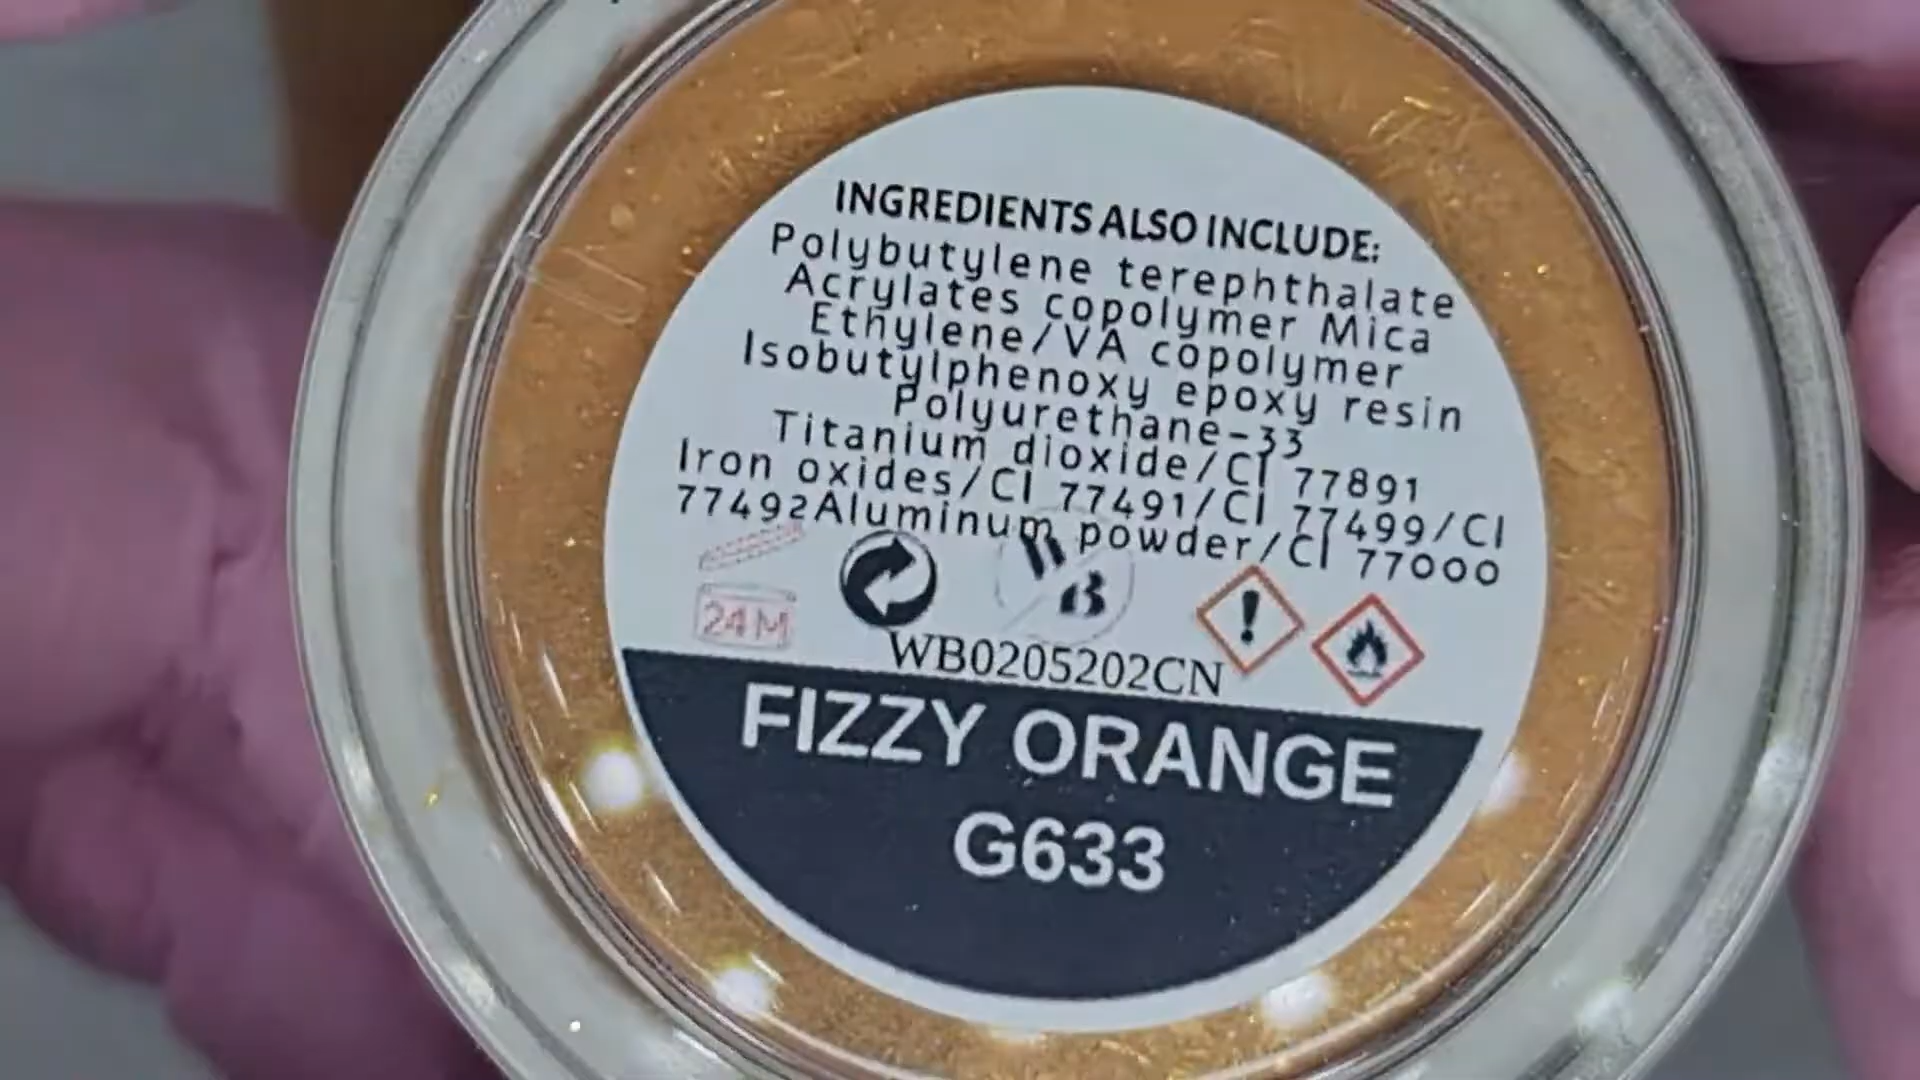 INGREDIENTS ALSO INCLUDE:
Polybutylene terephthalate
Acrylates copolymer Mica
Ethylene/VA copolymer
Isobutylphenoxy epoxy resin
Polyurethane-33
Titanium dioxide/CI 77891
Iron oxides/CI 77491/CI 77499/CI
77492Aluminum powder/CI 77000
24M
WB
WB0205202CN
FIZZY ORANGE
G633